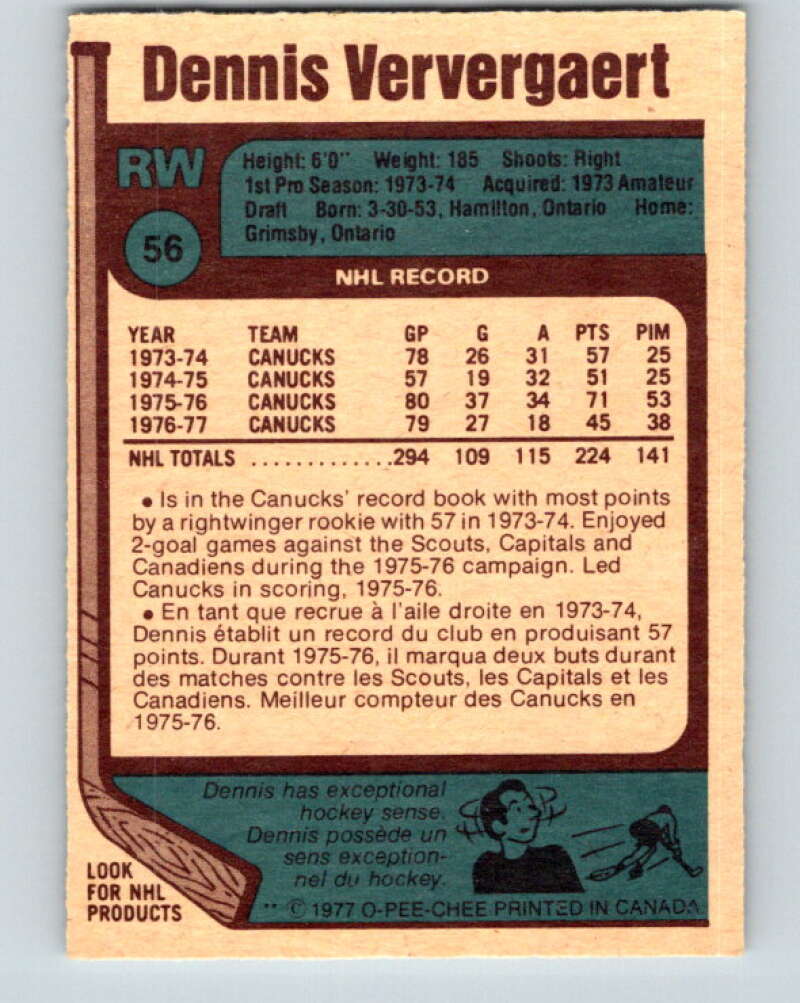 Dennis Ververgaert
RW
56
Height: 6'0" Weight: 185 Shoots: Right
1st Pro Season: 1973-74 Acquired: 1973 Amateur
Draft Born: 3-30-53, Hamilton, Ontario Home:
Grimsby, Ontario
NHL RECORD
YEAR TEAM GP G A PTS PIM
1973-74 CANUCKS 78 26 31 57 25
1974-75 CANUCKS 57 19 32 51 25
1975-76 CANUCKS 80 37 34 71 53
1976-77 CANUCKS 79 27 18 45 38
NHL TOTALS .............294 109 115 224 141
• Is in the Canucks' record book with most points
by a rightwinger rookie with 57 in 1973-74. Enjoyed
2-goal games against the Scouts, Capitals and
Canadiens during the 1975-76 campaign. Led
Canucks in scoring, 1975-76.
• En tant que recrue à l'aile droite en 1973-74,
Dennis établit un record du club en produisant 57
points. Durant 1975-76, il marqua deux buts durant
des matches contre les Scouts, les Capitals et les
Canadiens. Meilleur compteur des Canucks en
1975-76.
Dennis has exceptional
hockey sense.
Dennis possède un
sens exception-
nel du hockey.
LOOK
FOR NHL
PRODUCTS
** © 1977 O-PEE-CHEE PRINTED IN CANADA